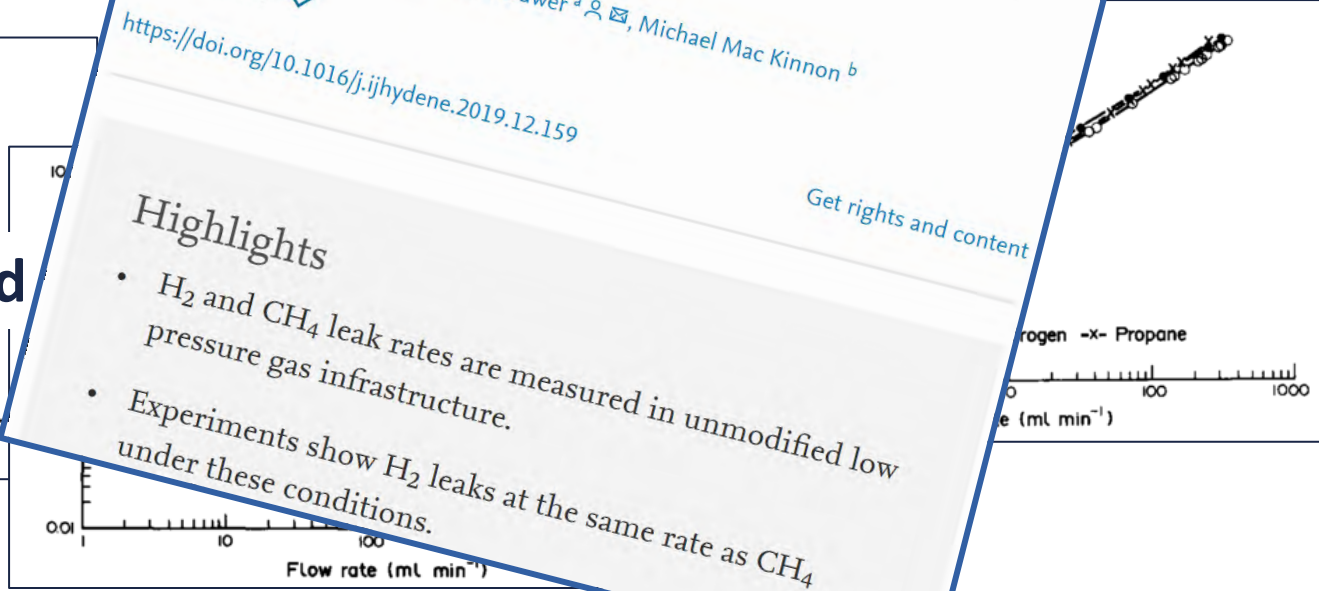 , Michael Mac Kinnon b
https://doi.org/10.1016/j.ijhydene.2019.12.159
Get rights and content
Highlights
• H2 and CH4 leak rates are measured in unmodified low
pressure gas infrastructure.
• Experiments show H2 leaks at the same rate as CH4
under these conditions.
d
0.01
1 10 100
Flow rate (ml min⁻¹)
-x- Propane
100 1000
(ml min⁻¹)